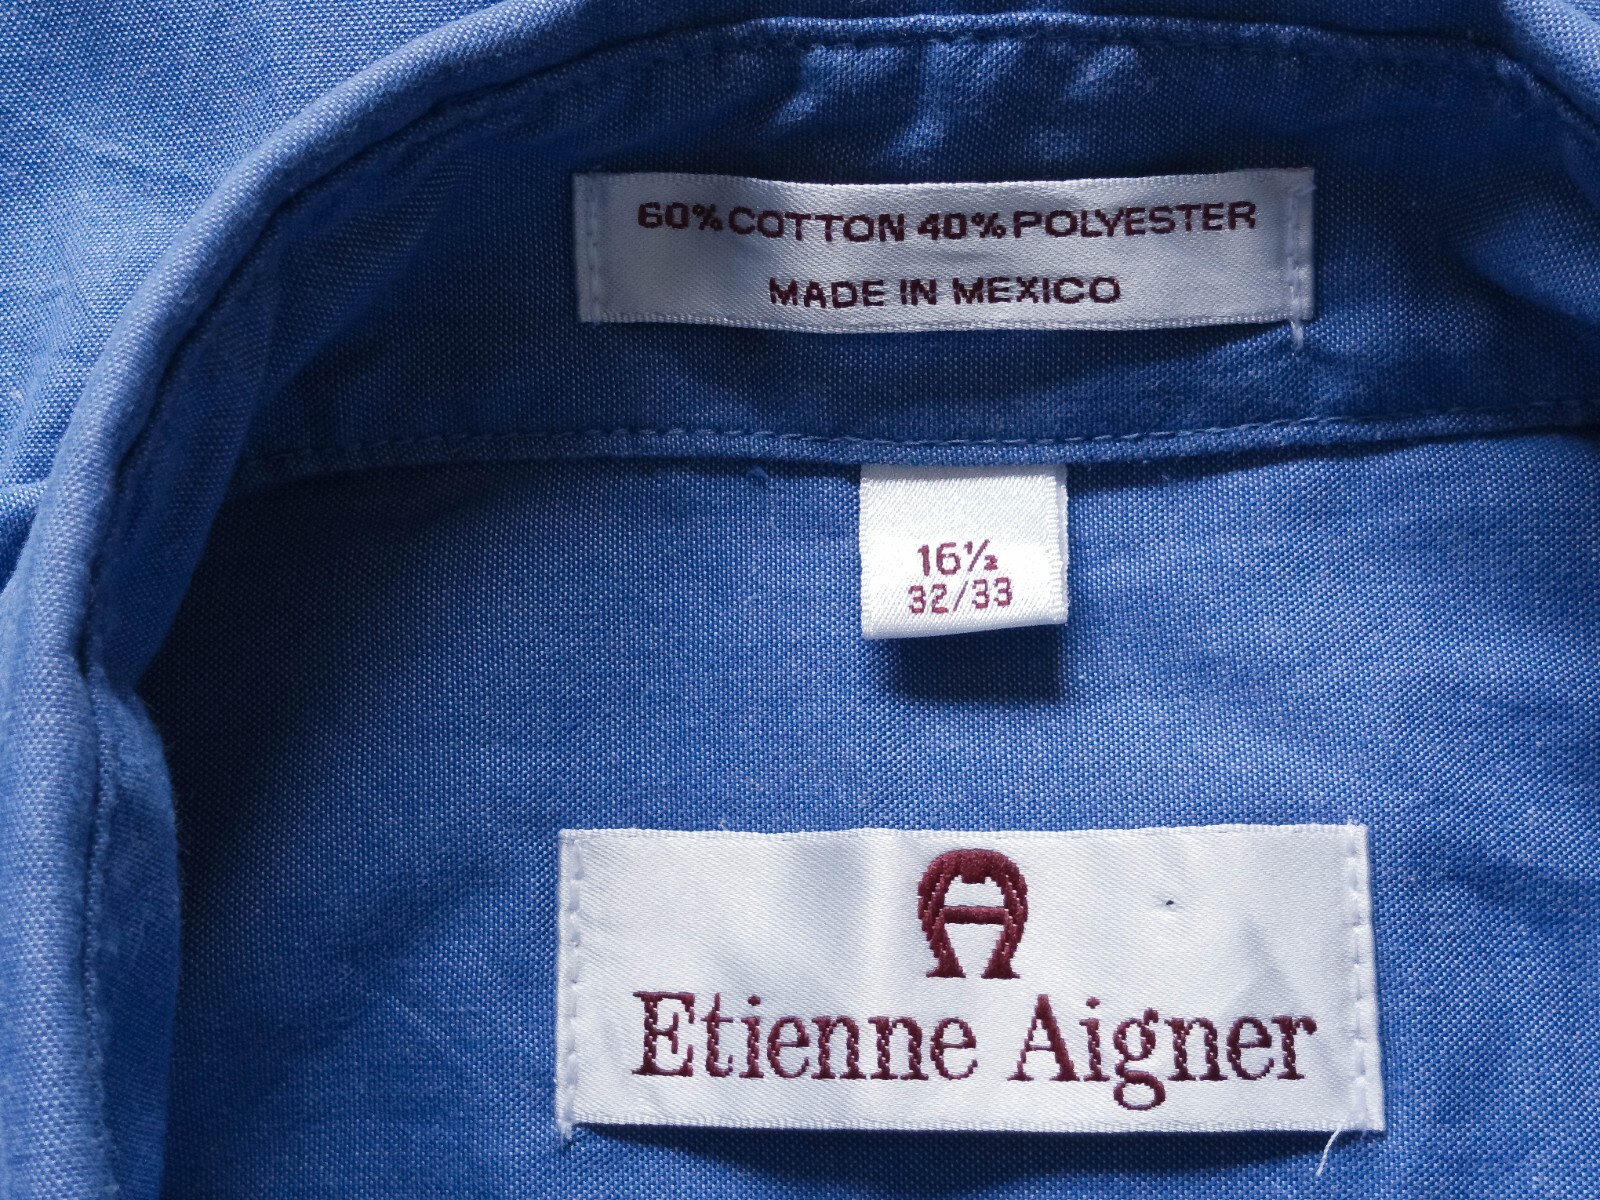 60% COTTON 40% POLYESTER
MADE IN MEXICO
16½
32/33
A
Etienne Aigner